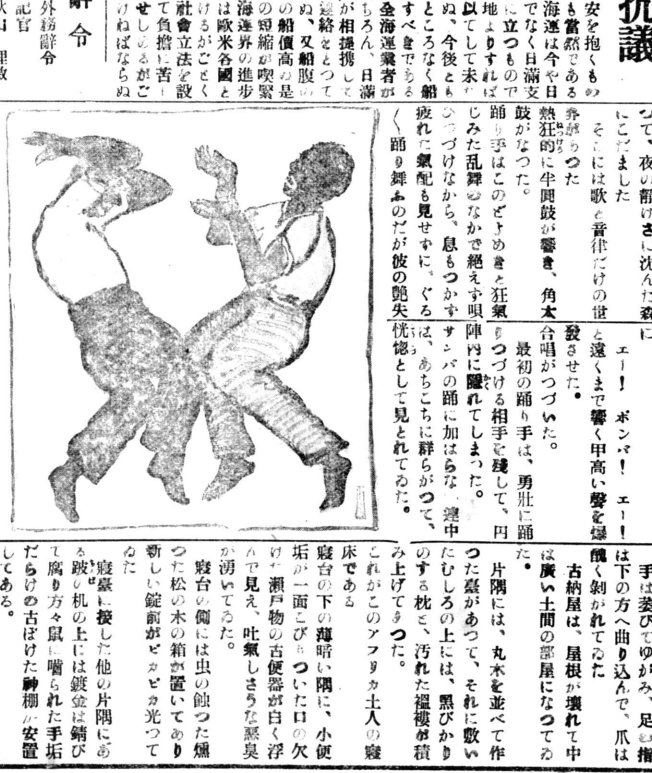 抗議
安を抱くもの
も當然である
海運は今や日
でなく日滿支
に立つもので
地よりすれば
以てして未だ
ぬ、今後とも
ところなく船
すべきである
全海運業者が
ちろん、日滿
が相提携して
連絡をとつて
ぬ、又船腹の
の船價高の是
の短縮が喫緊
海運界の進步
は歐米各國と
けるがごとく
社會立法を設
て負擔に苦し
せしめるがご
けねばならぬ
辭令
外務辭令
記官
秋山 理敏
つて、夜の靜けさに沈んだ森に
にこだました
そこには歌と音律だけの世
界があつた
熱狂的に半圓鼓が響き、角太
鼓がなつた。
踊り手はこのどよめきと狂氣
じみた乱舞のなかで絶えず唄
ひつづけながら、息もつかず
疲れた氣配も見せずに、ぐる
く踊り舞ふのだが彼の艶失
エー！ ボンバ！ エー！
と遠くまで響く甲高い聲を爆
發させた。
合唱がつづいた。
最初の踊り手は、勇壯に踊
りつづける相手を殘して、円
陣内に隱れてしまつた。
サンバの踊に加はらない連中
は、あちこちに群らがつて、
恍惚として見とれてゐた。
手は萎びてゆがみ、足の指
は下の方へ曲り込んで、爪は
醜く剝がれてゐた
古納屋は、屋根が壞れて中
は廣い土間の部屋になつてゐ
た。
片隅には、丸木を並べて作
つた臺があつて、それに敷い
たむしろの上には、黑びかり
のする枕と、汚れた襤褸が積
み上げてあつた。
これがこのアフリカ土人の寢
床である
寢台の下の薄暗い隅に、小便
垢が一面こびりついた口の欠
けた瀨戸物の古便器が白く浮
んで見え、吐氣しさうな惡臭
が湧いてゐた。
寢台の側には虫の蝕つた燻
つた松の木の箱が置いてあり
新しい錠前がピカピカ光つて
ゐた
寢臺に接した他の片隅にあ
る跛の机の上には鍍金は錆び
て腐り方々鼠に嚙られた手垢
だらけの古ぼけた神棚が安置
してある。